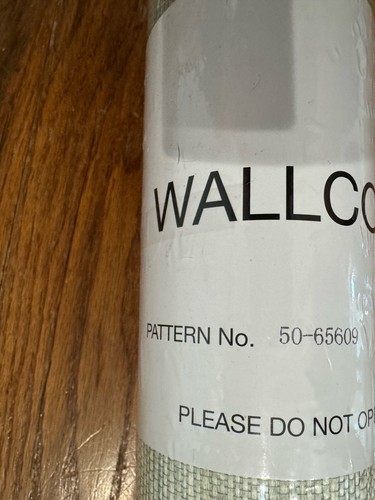 WALLCO
PATTERN No. 50-65609
PLEASE DO NOT OP